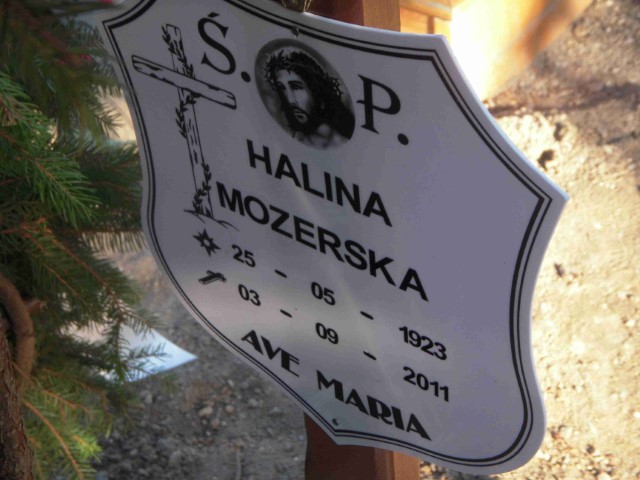 Ś. P.
HALINA
MOZERSKA
25 - 05 - 1923
03 - 09 - 2011
AVE MARIA